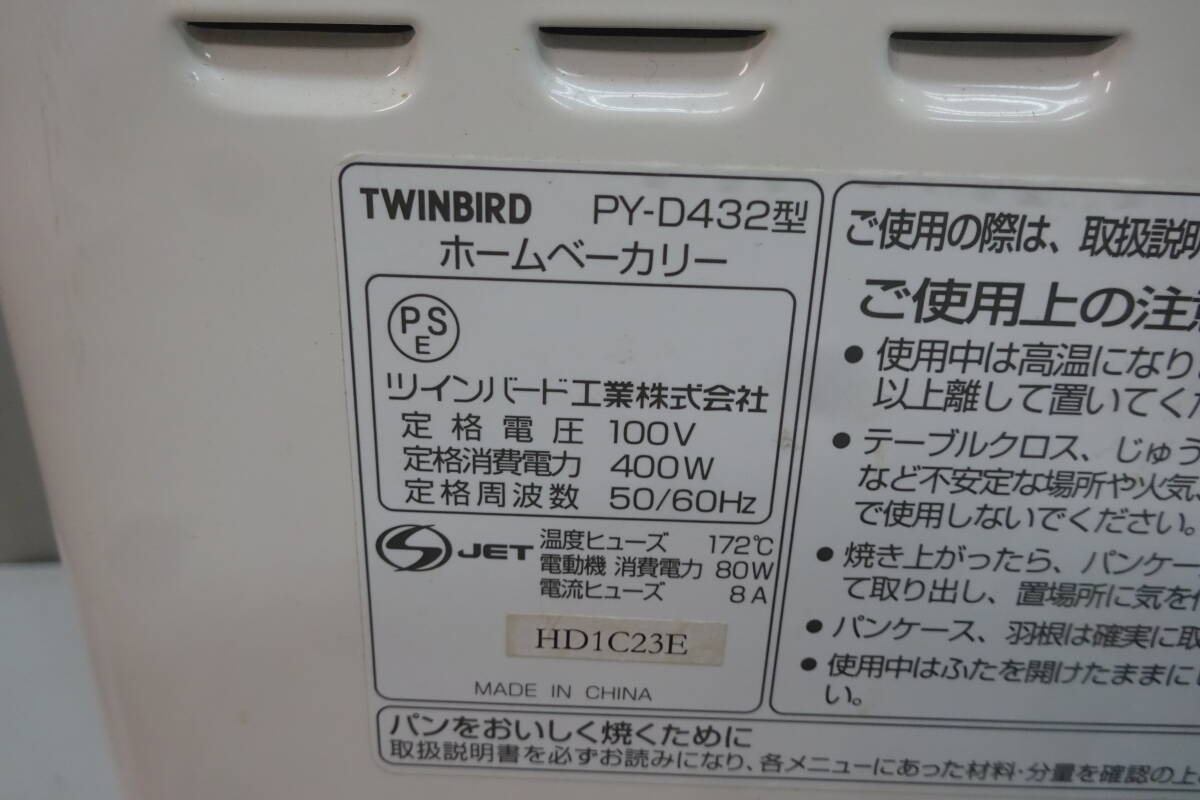 TWINBIRD PY-D432型
ホームベーカリー
PSE
ツインバード工業株式会社
定格電圧 100V
定格消費電力 400W
定格周波数 50/60Hz
JET
温度ヒューズ 172℃
電動機 消費電力 80W
電流ヒューズ 8A
HD1C23E
MADE IN CHINA
ご使用の際は、取扱説明
ご使用上の注意
● 使用中は高温になり、
以上離して置いてくだ
● テーブルクロス、じゅう
など不安定な場所や火気
で使用しないでください。
● 焼き上がったら、パンケー
て取り出し、置場所に気を付
● パンケース、羽根は確実に取
● 使用中はふたを開けたままに
い。
パンをおいしく焼くために
取扱説明書を必ずお読みになり、各メニューにあった材料・分量を確認の上